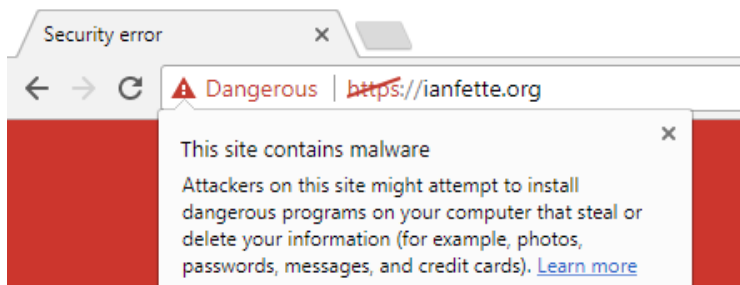 Security error
Dangerous | https://ianfette.org
This site contains malware
Attackers on this site might attempt to install
dangerous programs on your computer that steal or
delete your information (for example, photos,
passwords, messages, and credit cards). Learn more